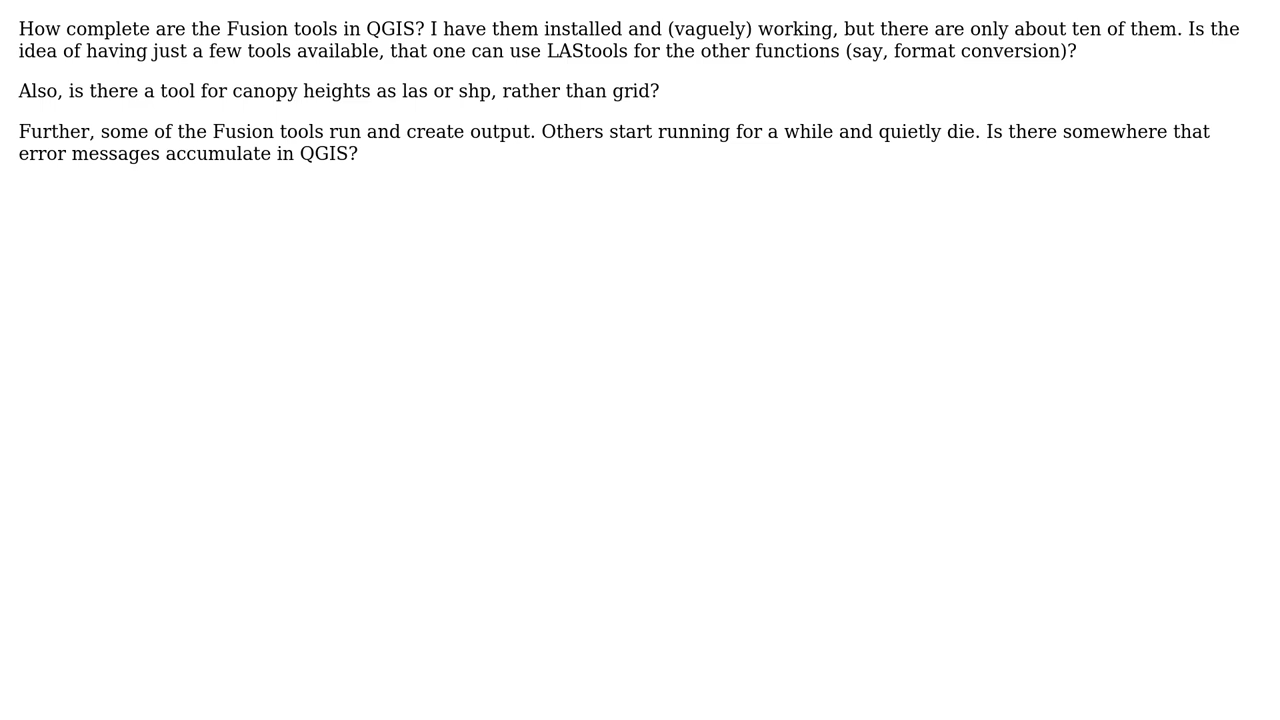 How complete are the Fusion tools in QGIS? I have them installed and (vaguely) working, but there are only about ten of them. Is the
idea of having just a few tools available, that one can use LAStools for the other functions (say, format conversion)?
Also, is there a tool for canopy heights as las or shp, rather than grid?
Further, some of the Fusion tools run and create output. Others start running for a while and quietly die. Is there somewhere that
error messages accumulate in QGIS?